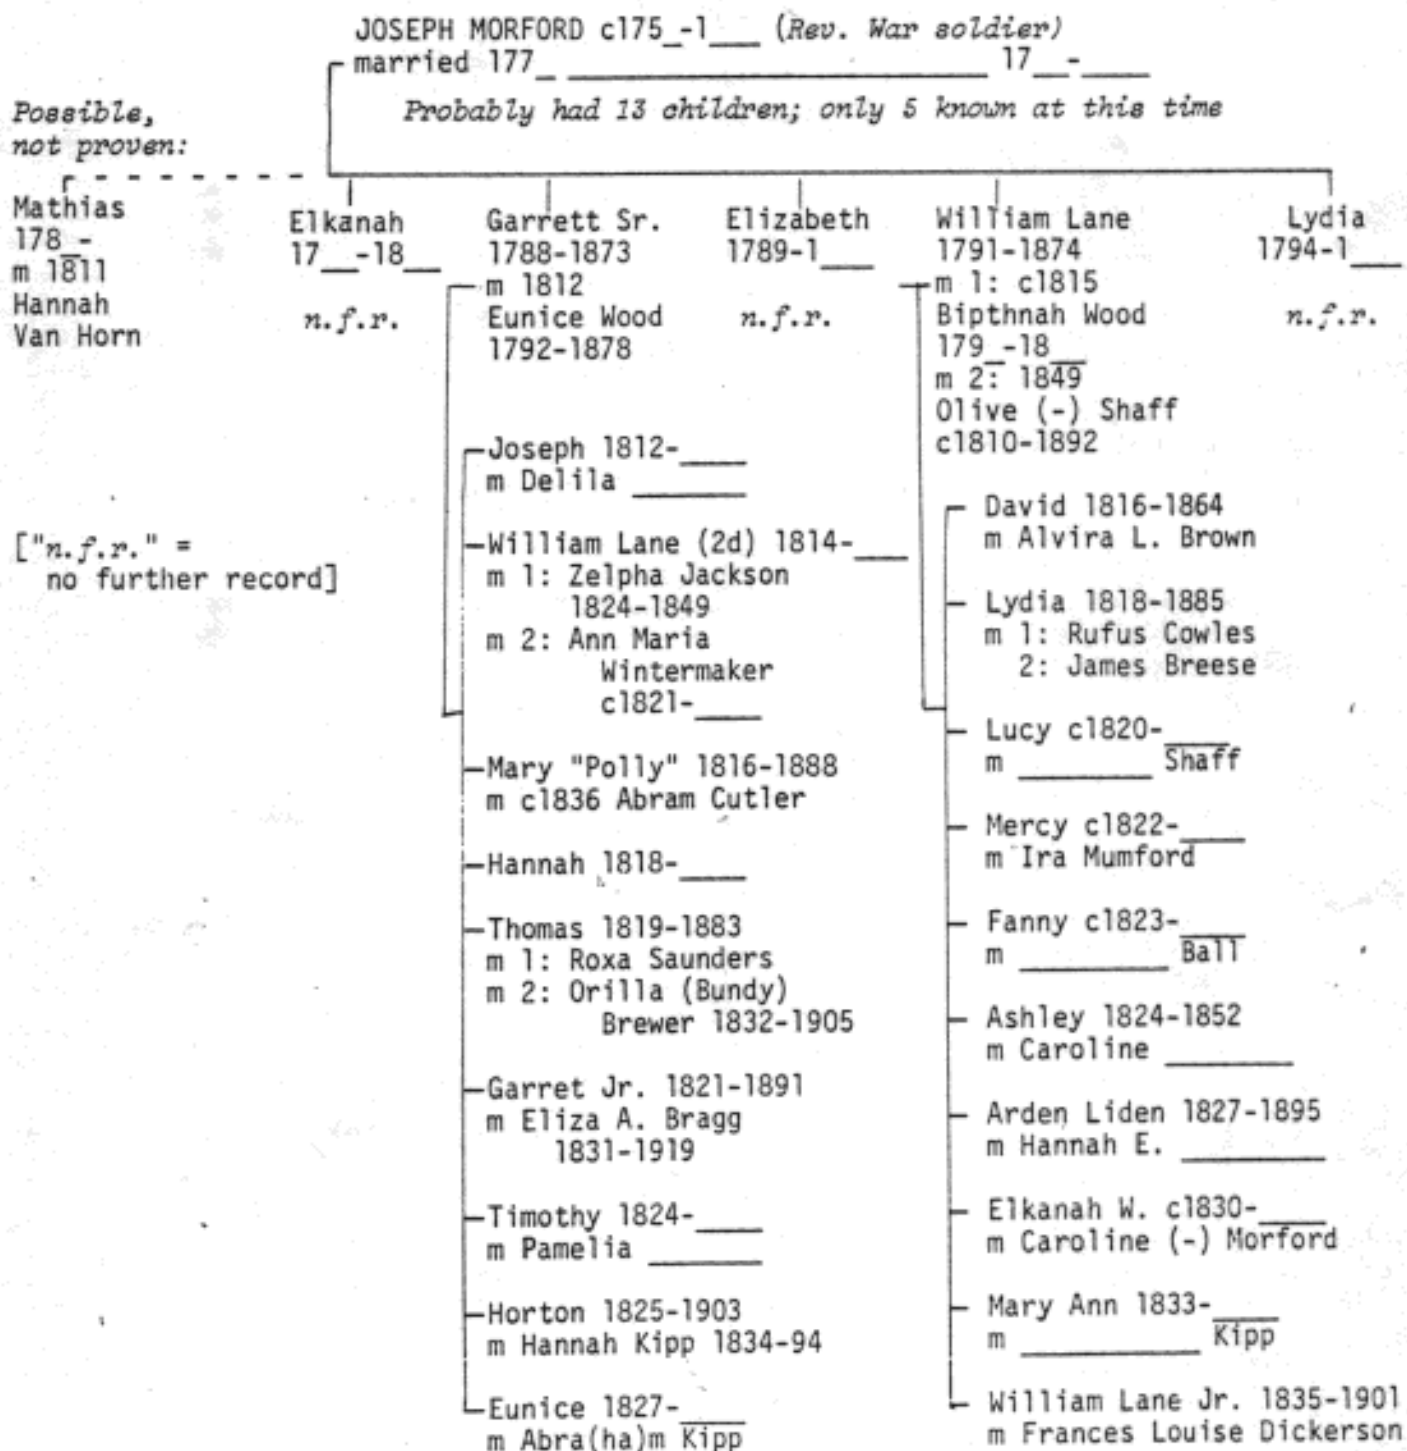 JOSEPH MORFORD c175_-1___ (Rev. War soldier)
married 177_ ____________________ 17__-____
Possible,
not proven:
Probably had 13 children; only 5 known at this time
Mathias
178_-
m 1811
Hannah
Van Horn
Elkanah
17__-18__
n.f.r.
Garrett Sr.
1788-1873
m 1812
Eunice Wood
1792-1878
Elizabeth
1789-1___
n.f.r.
William Lane
1791-1874
m 1: c1815
Bipthnah Wood
179_-18__
m 2: 1849
Olive (-) Shaff
c1810-1892
Lydia
1794-1___
n.f.r.
["n.f.r." =
no further record]
Joseph 1812-____
m Delila _______
William Lane (2d) 1814-___
m 1: Zelpha Jackson
1824-1849
m 2: Ann Maria
Wintermaker
c1821-____
Mary "Polly" 1816-1888
m c1836 Abram Cutler
Hannah 1818-____
Thomas 1819-1883
m 1: Roxa Saunders
m 2: Orilla (Bundy)
Brewer 1832-1905
Garret Jr. 1821-1891
m Eliza A. Bragg
1831-1919
Timothy 1824-____
m Pamelia _______
Horton 1825-1903
m Hannah Kipp 1834-94
Eunice 1827-____
m Abra(ha)m Kipp
David 1816-1864
m Alvira L. Brown
Lydia 1818-1885
m 1: Rufus Cowles
2: James Breese
Lucy c1820-____
m ________ Shaff
Mercy c1822-____
m Ira Mumford
Fanny c1823-____
m _________ Ball
Ashley 1824-1852
m Caroline ________
Arden Liden 1827-1895
m Hannah E. _________
Elkanah W. c1830-____
m Caroline (-) Morford
Mary Ann 1833-____
m ___________ Kipp
William Lane Jr. 1835-1901
m Frances Louise Dickerson